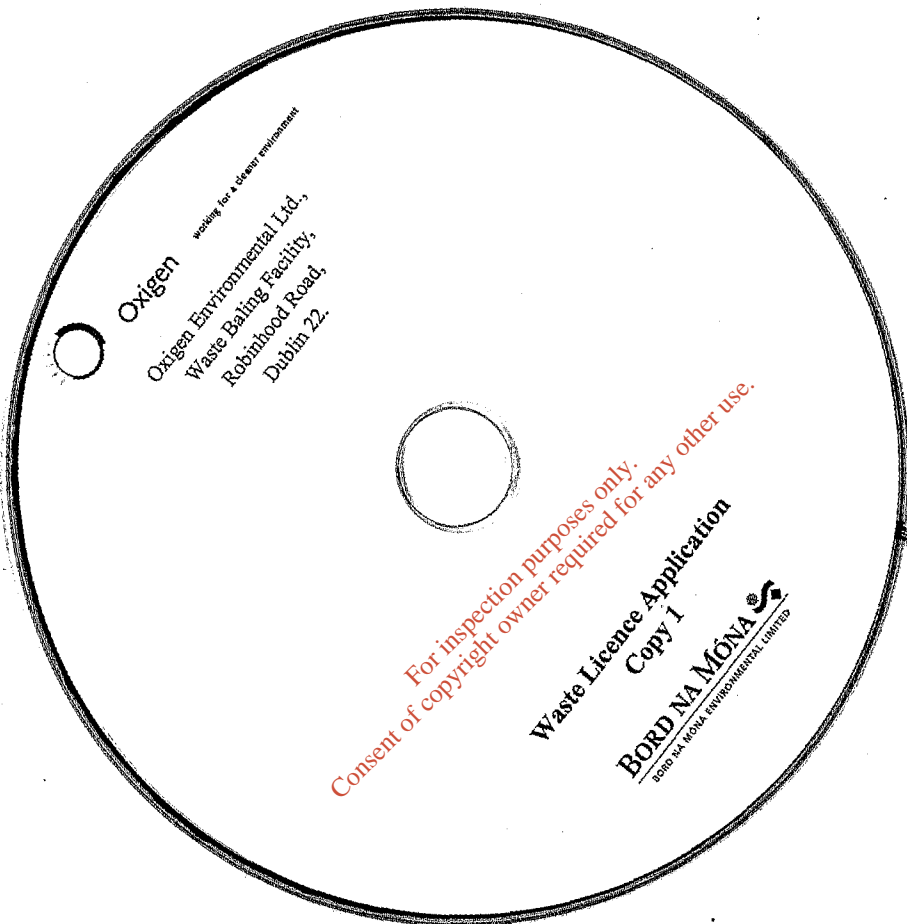 Oxigen
working for a cleaner environment
Oxigen Environmental Ltd.,
Waste Baling Facility,
Robinhood Road,
Dublin 22.
For inspection purposes only.
Consent of copyright owner required for any other use.
Waste Licence Application
Copy 1
BORD NA MÓNA
BORD NA MÓNA ENVIRONMENTAL LIMITED